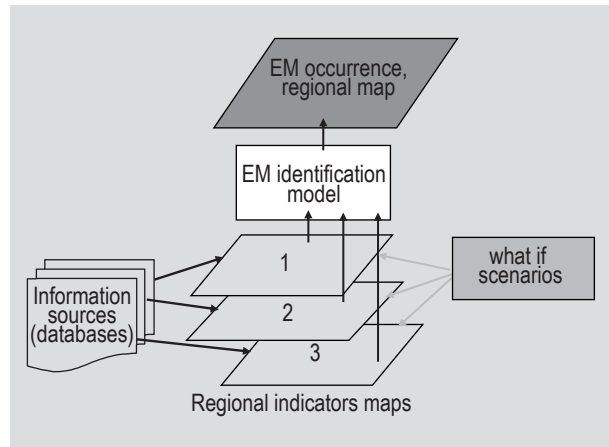 EM occurrence,
regional map
EM identification
model
1
2
3
what if
scenarios
Information
sources
(databases)
Regional indicators maps